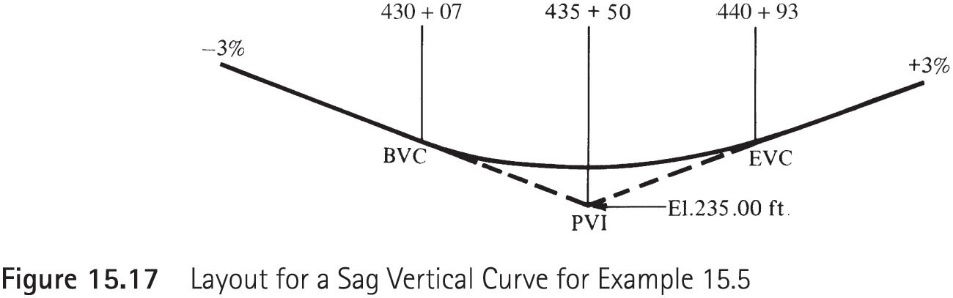 430 + 07 435 + 50 440 + 93
−3%
+3%
BVC
EVC
El.235.00 ft.
PVI
Figure 15.17 Layout for a Sag Vertical Curve for Example 15.5